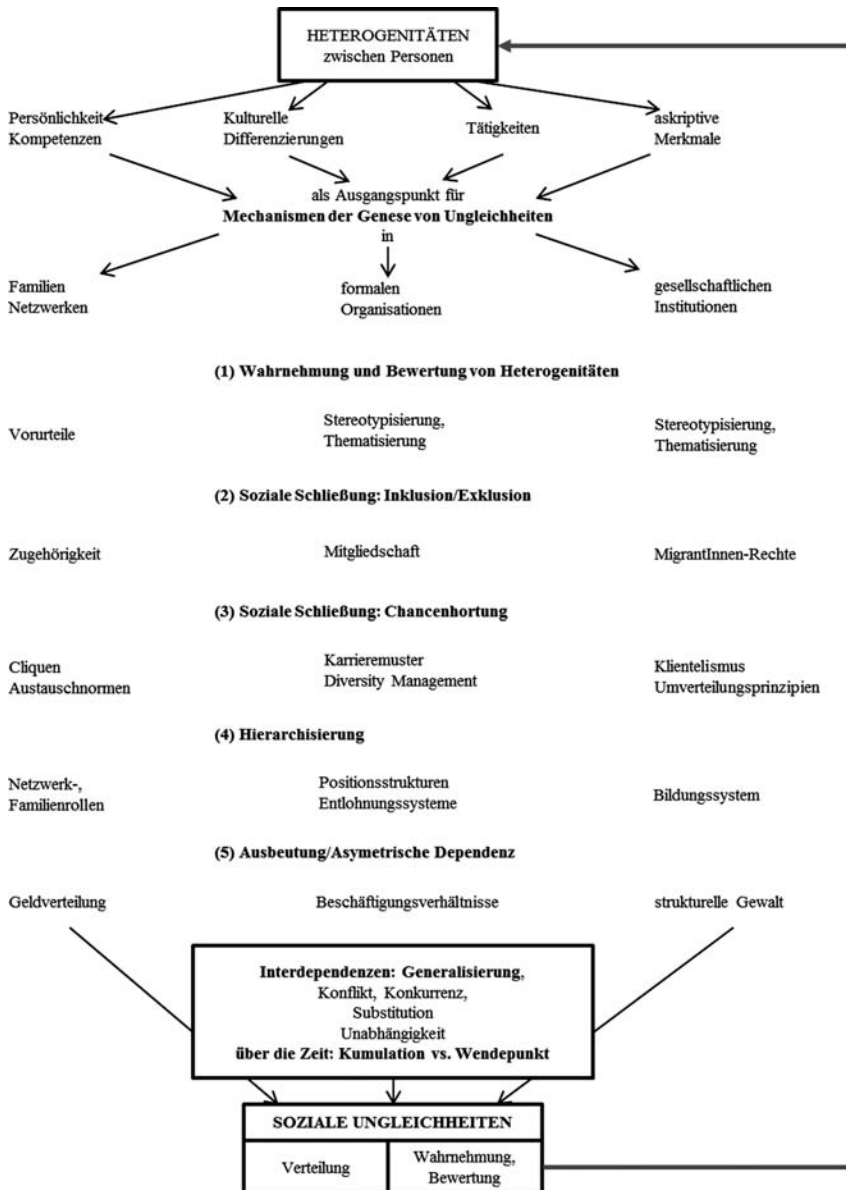 HETEROGENITÄTEN
zwischen Personen
Persönlichkeit
Kompetenzen
Kulturelle
Differenzierungen
Tätigkeiten
askriptive
Merkmale
als Ausgangspunkt für
Mechanismen der Genese von Ungleichheiten
in
Familien
Netzwerken
formalen
Organisationen
gesellschaftlichen
Institutionen
(1) Wahrnehmung und Bewertung von Heterogenitäten
Vorurteile
Stereotypisierung,
Thematisierung
Stereotypisierung,
Thematisierung
(2) Soziale Schließung: Inklusion/Exklusion
Zugehörigkeit
Mitgliedschaft
MigrantInnen-Rechte
(3) Soziale Schließung: Chancenhortung
Cliquen
Austauschnormen
Karrieremuster
Diversity Management
Klientelismus
Umverteilungsprinzipien
(4) Hierarchisierung
Netzwerk-,
Familienrollen
Positionsstrukturen
Entlohnungssysteme
Bildungssystem
(5) Ausbeutung/Asymetrische Dependenz
Geldverteilung
Beschäftigungsverhältnisse
strukturelle Gewalt
Interdependenzen: Generalisierung,
Konflikt, Konkurrenz,
Substitution
Unabhängigkeit
über die Zeit: Kumulation vs. Wendepunkt
SOZIALE UNGLEICHHEITEN
Verteilung
Wahrnehmung,
Bewertung